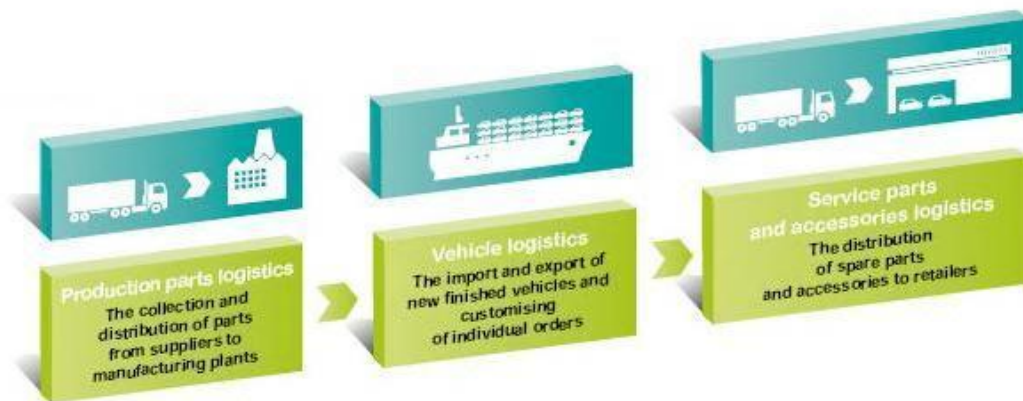 Production parts logistics
The collection and
distribution of parts
from suppliers to
manufacturing plants
Vehicle logistics
The import and export of
new finished vehicles and
customising
of individual orders
Service parts
and accessories logistics
The distribution
of spare parts
and accessories to retailers